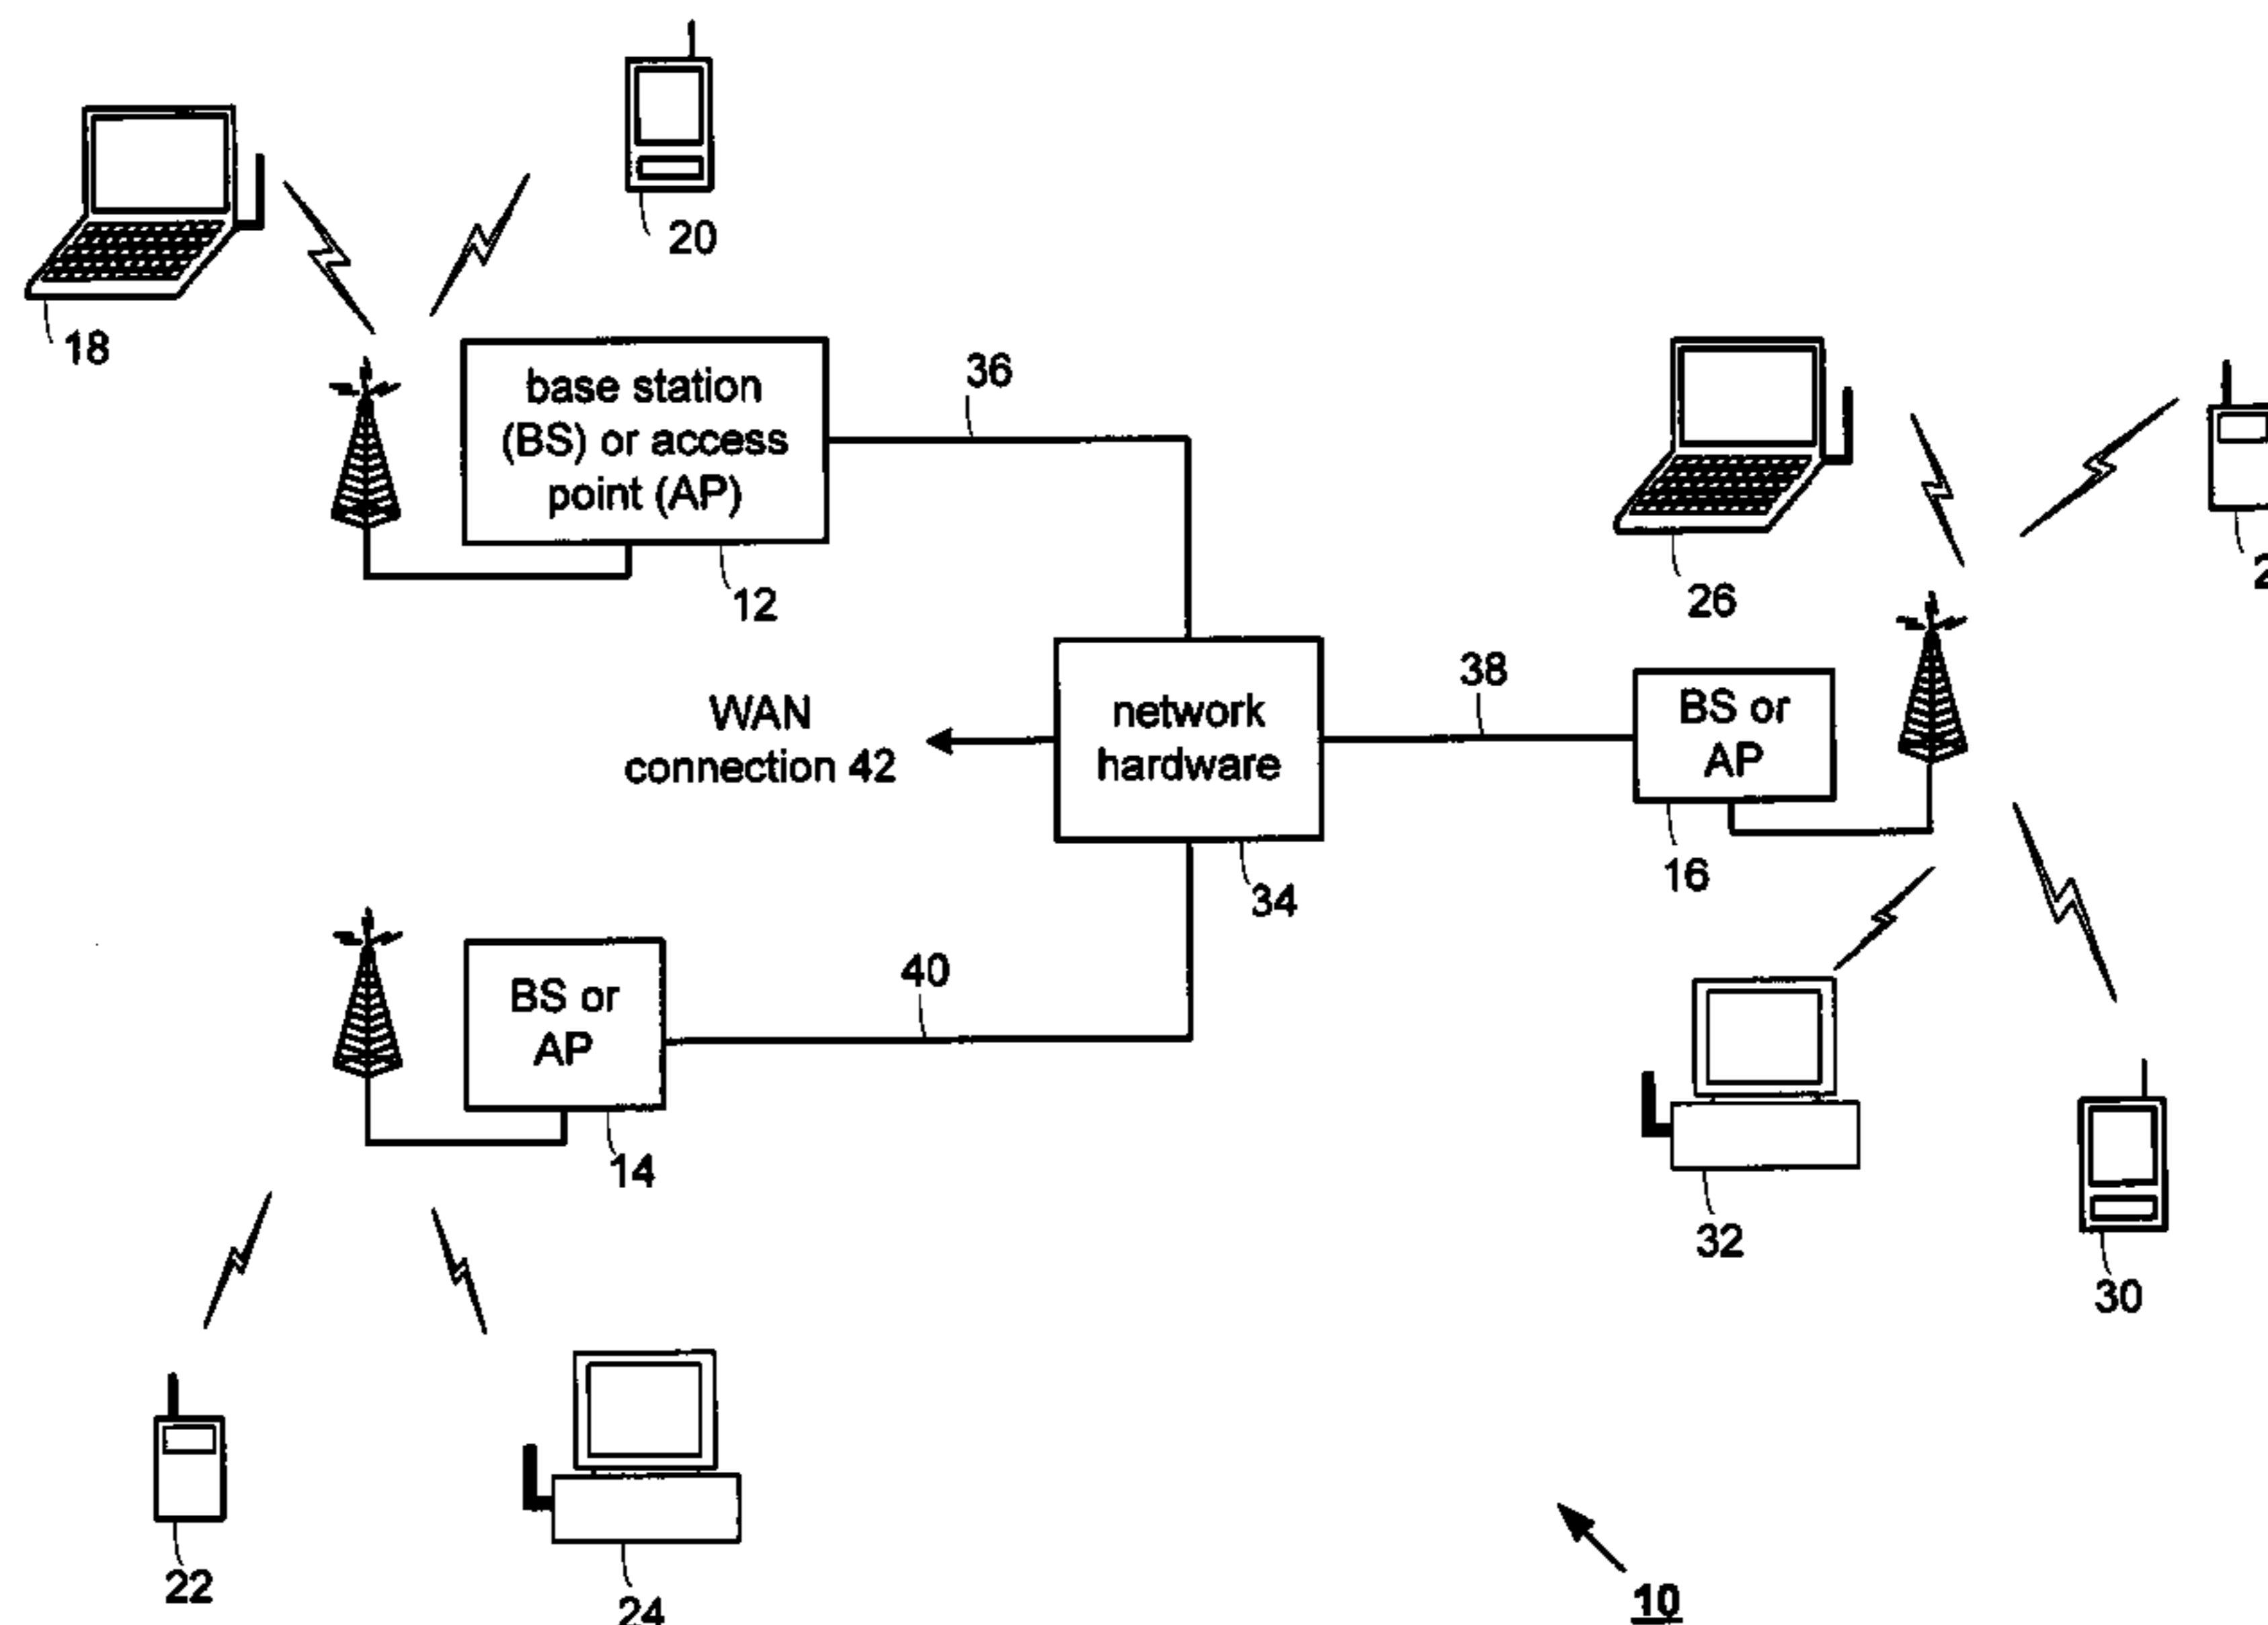 20
18
base station
(BS) or access
point (AP)
36
12
26
WAN
connection 42
network
hardware
38
BS or
AP
16
34
BS or
AP
40
14
32
30
22
24
10